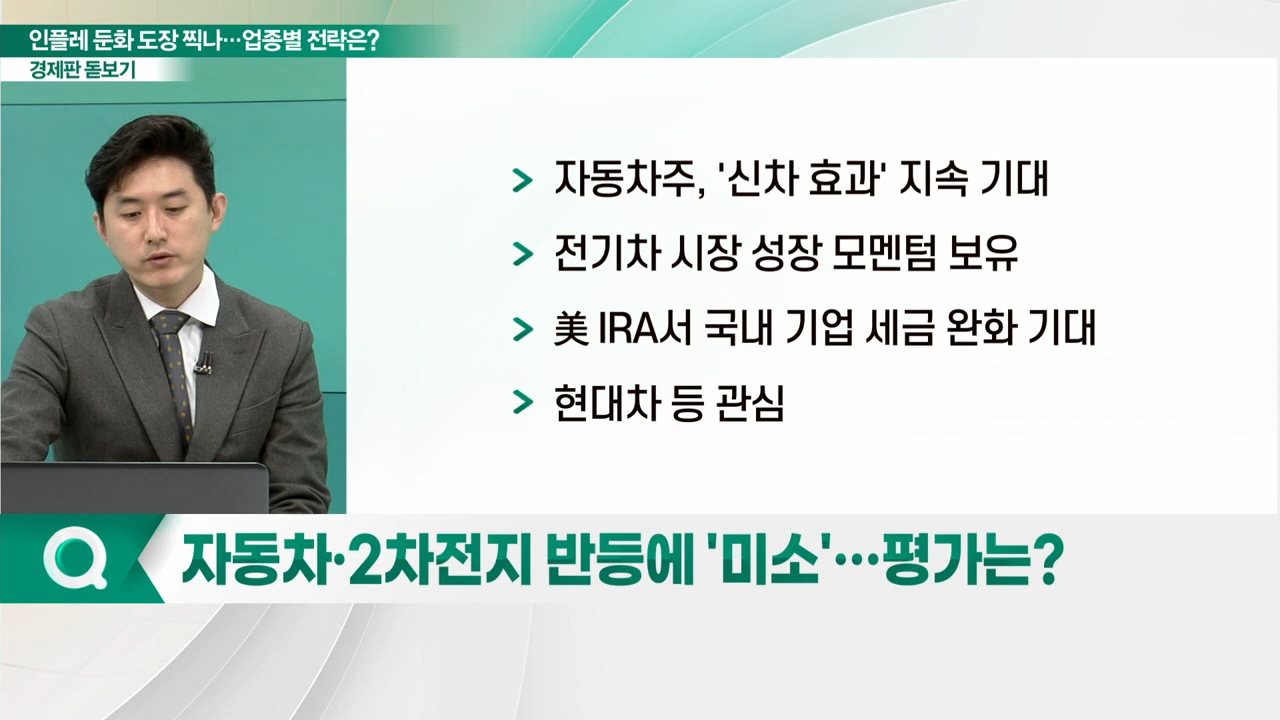 인플레 둔화 도장 찍나…업종별 전략은?
경제판 돋보기
> 자동차주, '신차 효과' 지속 기대
> 전기차 시장 성장 모멘텀 보유
> 美 IRA서 국내 기업 세금 완화 기대
> 현대차 등 관심
Q 자동차·2차전지 반등에 '미소'…평가는?